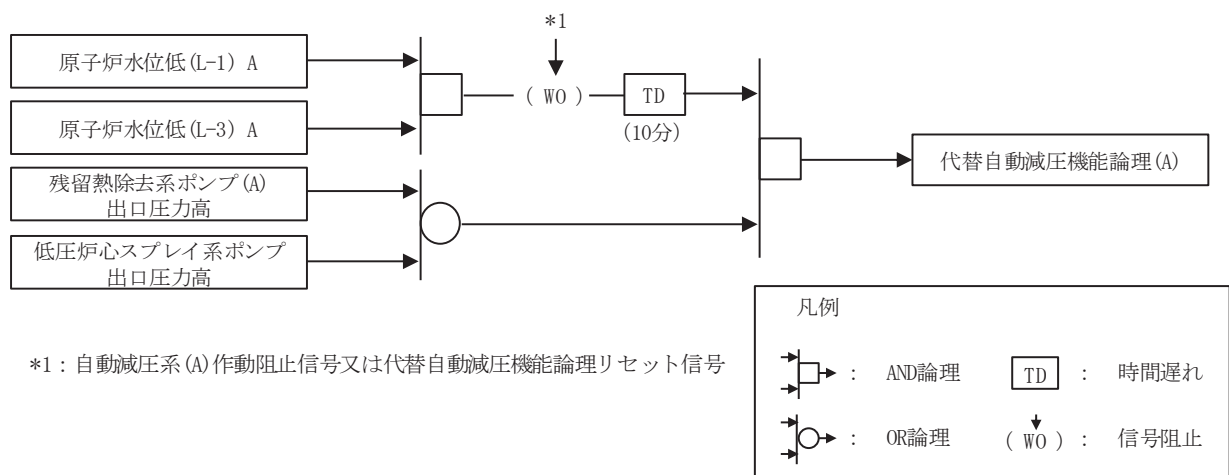 *1
原子炉水位低(L-1) A
( WO )
TD
(10分)
原子炉水位低(L-3) A
代替自動減圧機能論理(A)
残留熱除去系ポンプ(A)
出口圧力高
低圧炉心スプレイ系ポンプ
出口圧力高
*1：自動減圧系(A)作動阻止信号又は代替自動減圧機能論理リセット信号
凡例
： AND論理
TD ： 時間遅れ
： OR論理
( WO ) ： 信号阻止